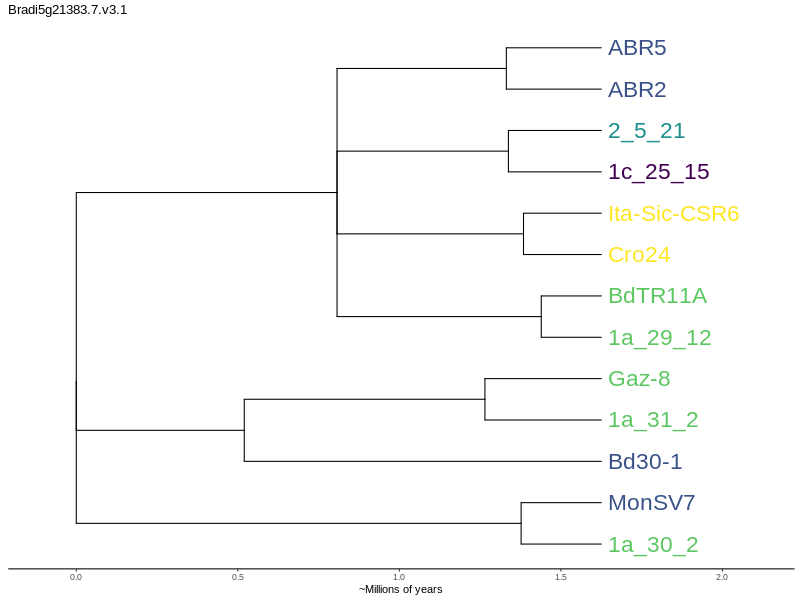 Bradi5g21383.7.v3.1
ABR5
ABR2
2_5_21
1c_25_15
Ita-Sic-CSR6
Cro24
BdTR11A
1a_29_12
Gaz-8
1a_31_2
Bd30-1
MonSV7
1a_30_2
0.0 0.5 1.0 1.5 2.0
~Millions of years